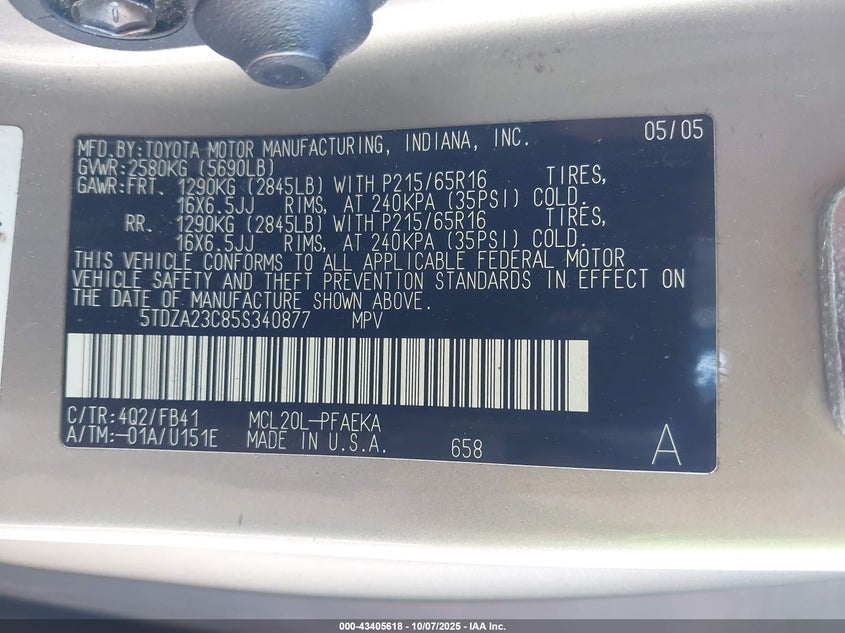 MFD.BY:TOYOTA MOTOR MANUFACTURING, INDIANA, INC. 05/05
GVWR:2580KG (5690LB)
GAWR:FRT. 1290KG (2845LB) WITH P215/65R16 TIRES,
16X6.5JJ RIMS, AT 240KPA (35PSI) COLD.
RR. 1290KG (2845LB) WITH P215/65R16 TIRES,
16X6.5JJ RIMS, AT 240KPA (35PSI) COLD.
THIS VEHICLE CONFORMS TO ALL APPLICABLE FEDERAL MOTOR
VEHICLE SAFETY AND THEFT PREVENTION STANDARDS IN EFFECT ON
THE DATE OF MANUFACTURE SHOWN ABOVE.
5TDZA23C85S340877 MPV
C/TR:4Q2/FB41 MCL20L-PFAEKA
A/TM:-01A/U151E MADE IN U.S.A. 658 A
000-43405618 - 10/07/2025 - IAA Inc.